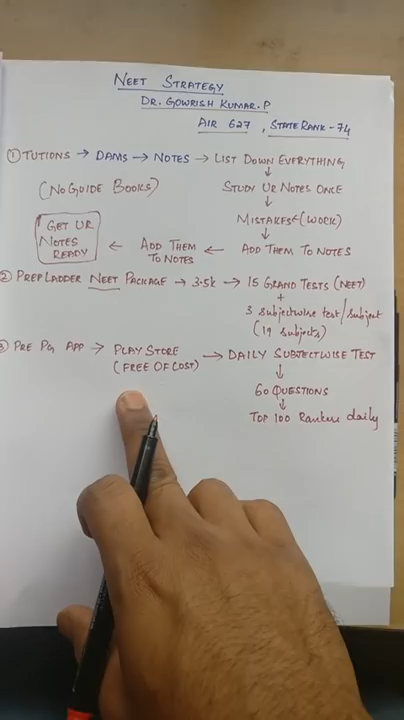 NEET STRATEGY
DR. GOWRISH KUMAR.P
AIR 627, STATE RANK-74
① TUTIONS → DAMS → NOTES → LIST DOWN EVERYTHING
↓
(NO GUIDE BOOKS) STUDY UR NOTES ONCE
↓
MISTAKES (WORK)
↓
GET UR NOTES READY ← ADD THEM TO NOTES ← ADD THEM TO NOTES
② PREPLADDER NEET PACKAGE → 3.5k → 15 GRAND TESTS (NEET)
+
3 subjectwise test/subject
(19 subjects)
③ PRE PG APP → PLAY STORE → DAILY SUBJECTWISE TEST
(FREE OF COST)
↓
60 QUESTIONS
↓
TOP 100 Rankers daily